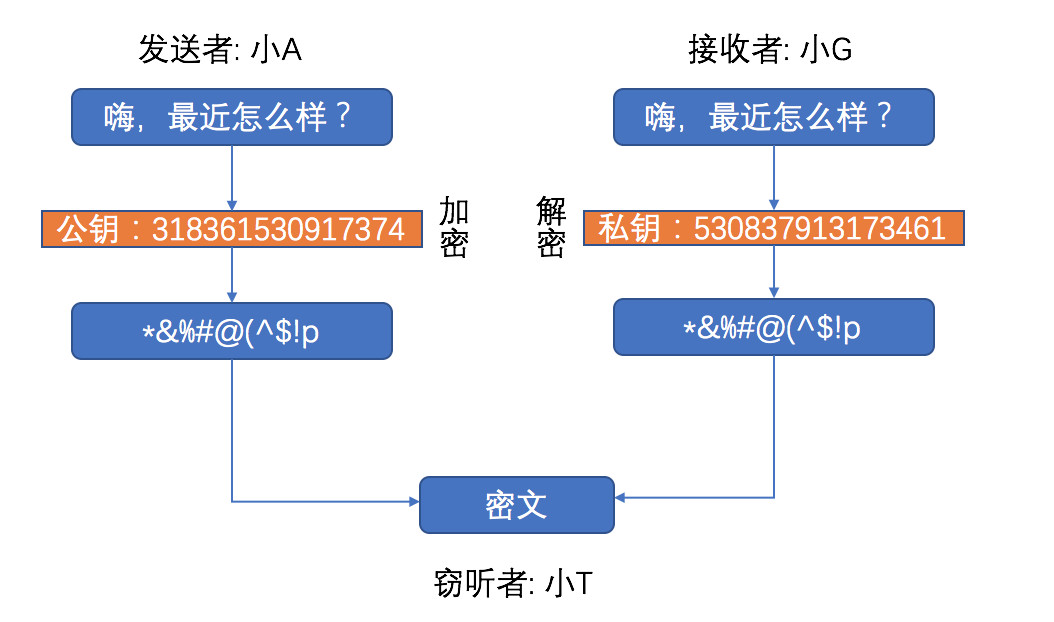 发送者: 小A
嗨，最近怎么样？
公钥：318361530917374
加密
*&%#@(^$!p
接收者: 小G
嗨，最近怎么样？
解密
私钥：530837913173461
*&%#@(^$!p
密文
窃听者: 小T